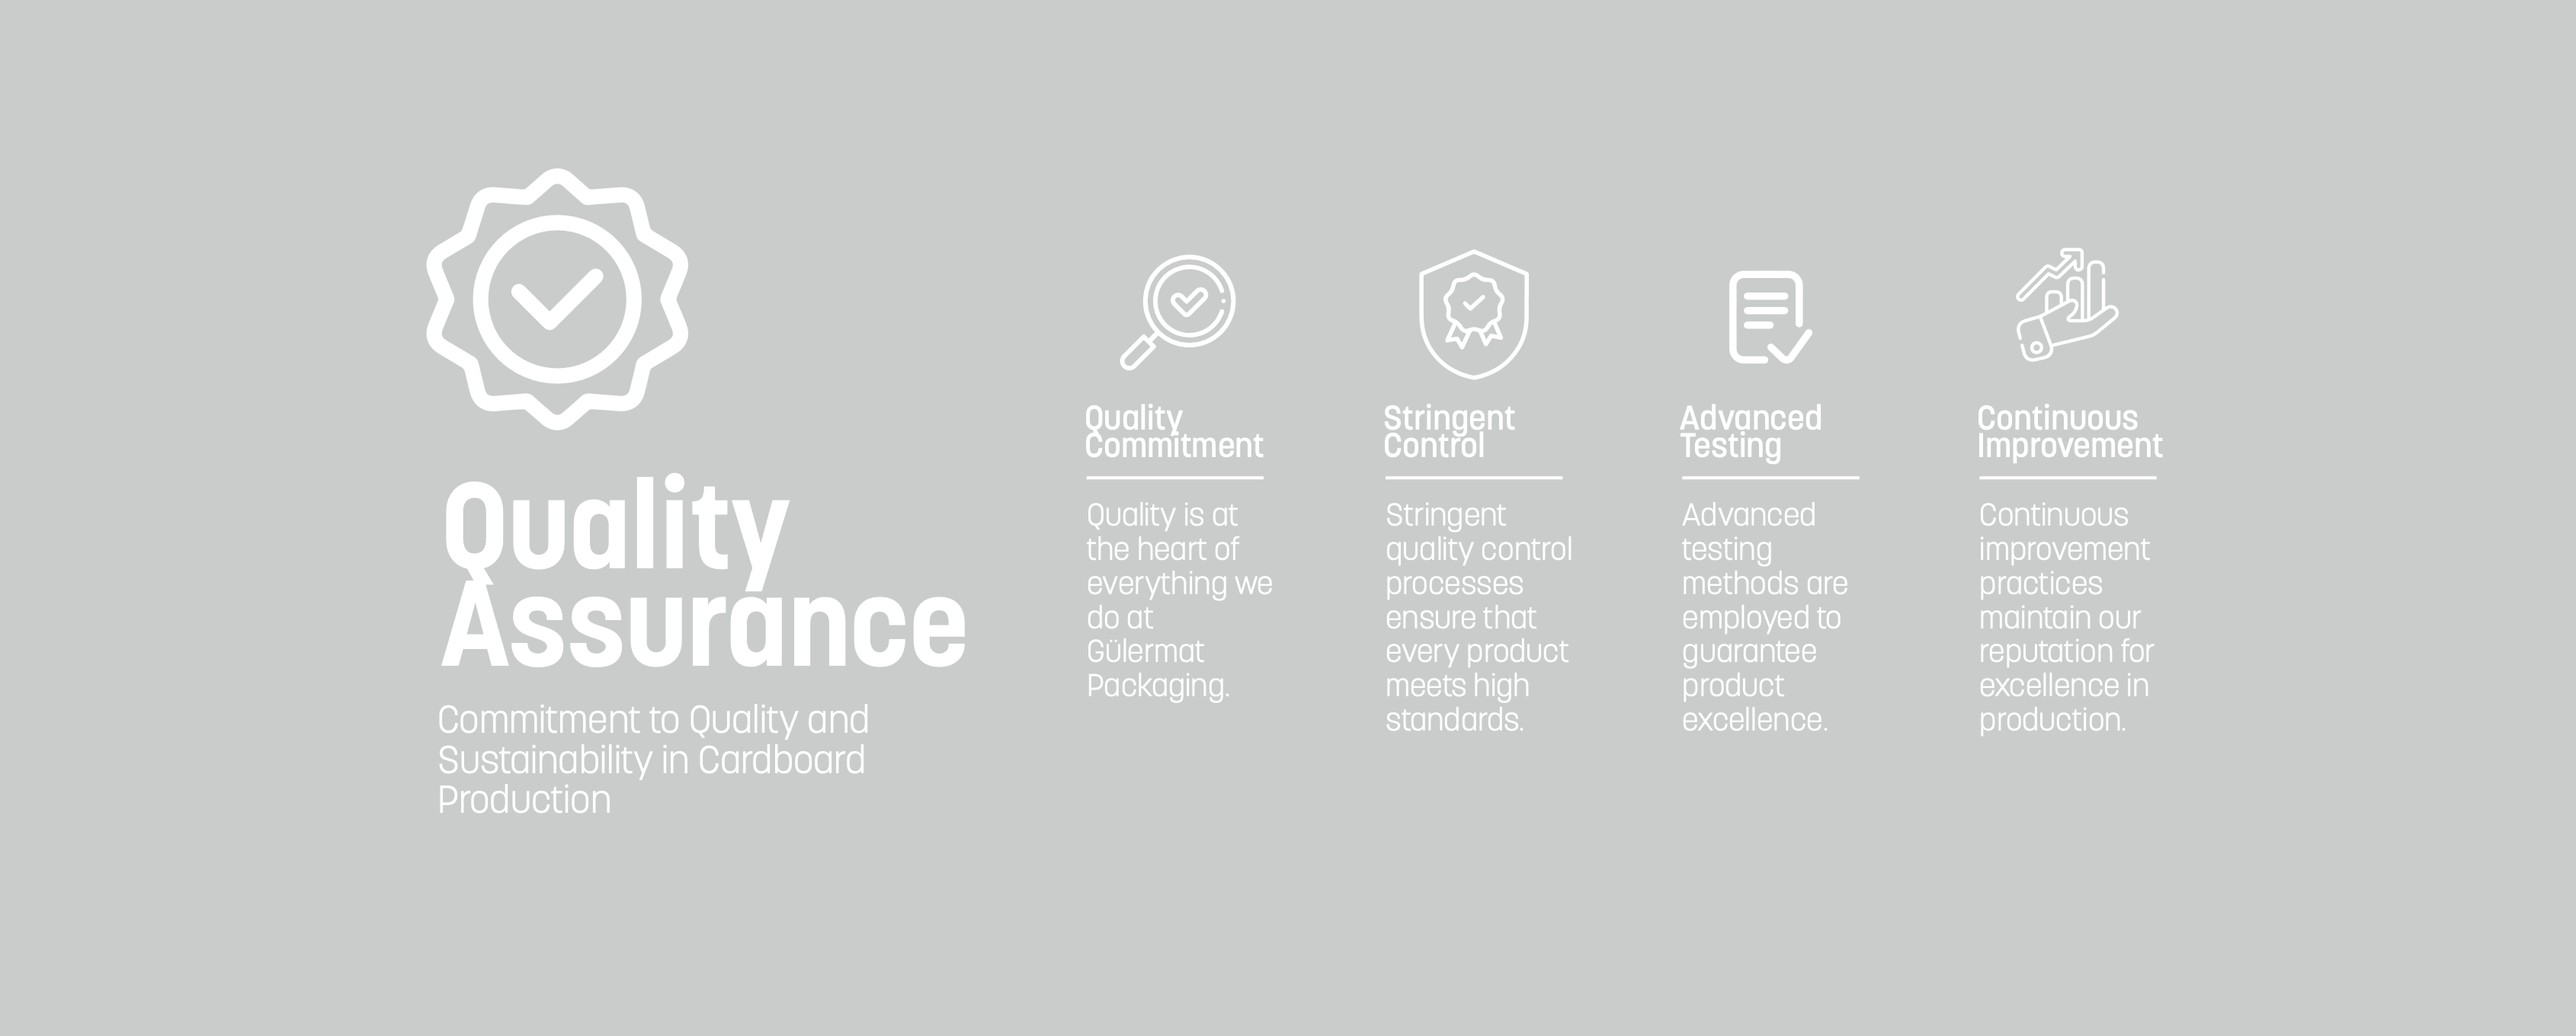 Quality
Assurance
Commitment to Quality and
Sustainability in Cardboard
Production
Quality
Commitment
Quality is at
the heart of
everything we
do at
Gülermat
Packaging.
Stringent
Control
Stringent
quality control
processes
ensure that
every product
meets high
standards.
Advanced
Testing
Advanced
testing
methods are
employed to
guarantee
product
excellence.
Continuous
Improvement
Continuous
improvement
practices
maintain our
reputation for
excellence in
production.